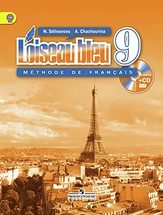 N. Sélivanova A. Chachourina
L'oiseau bleu 9
MÉTHODE DE FRANÇAIS
+CD